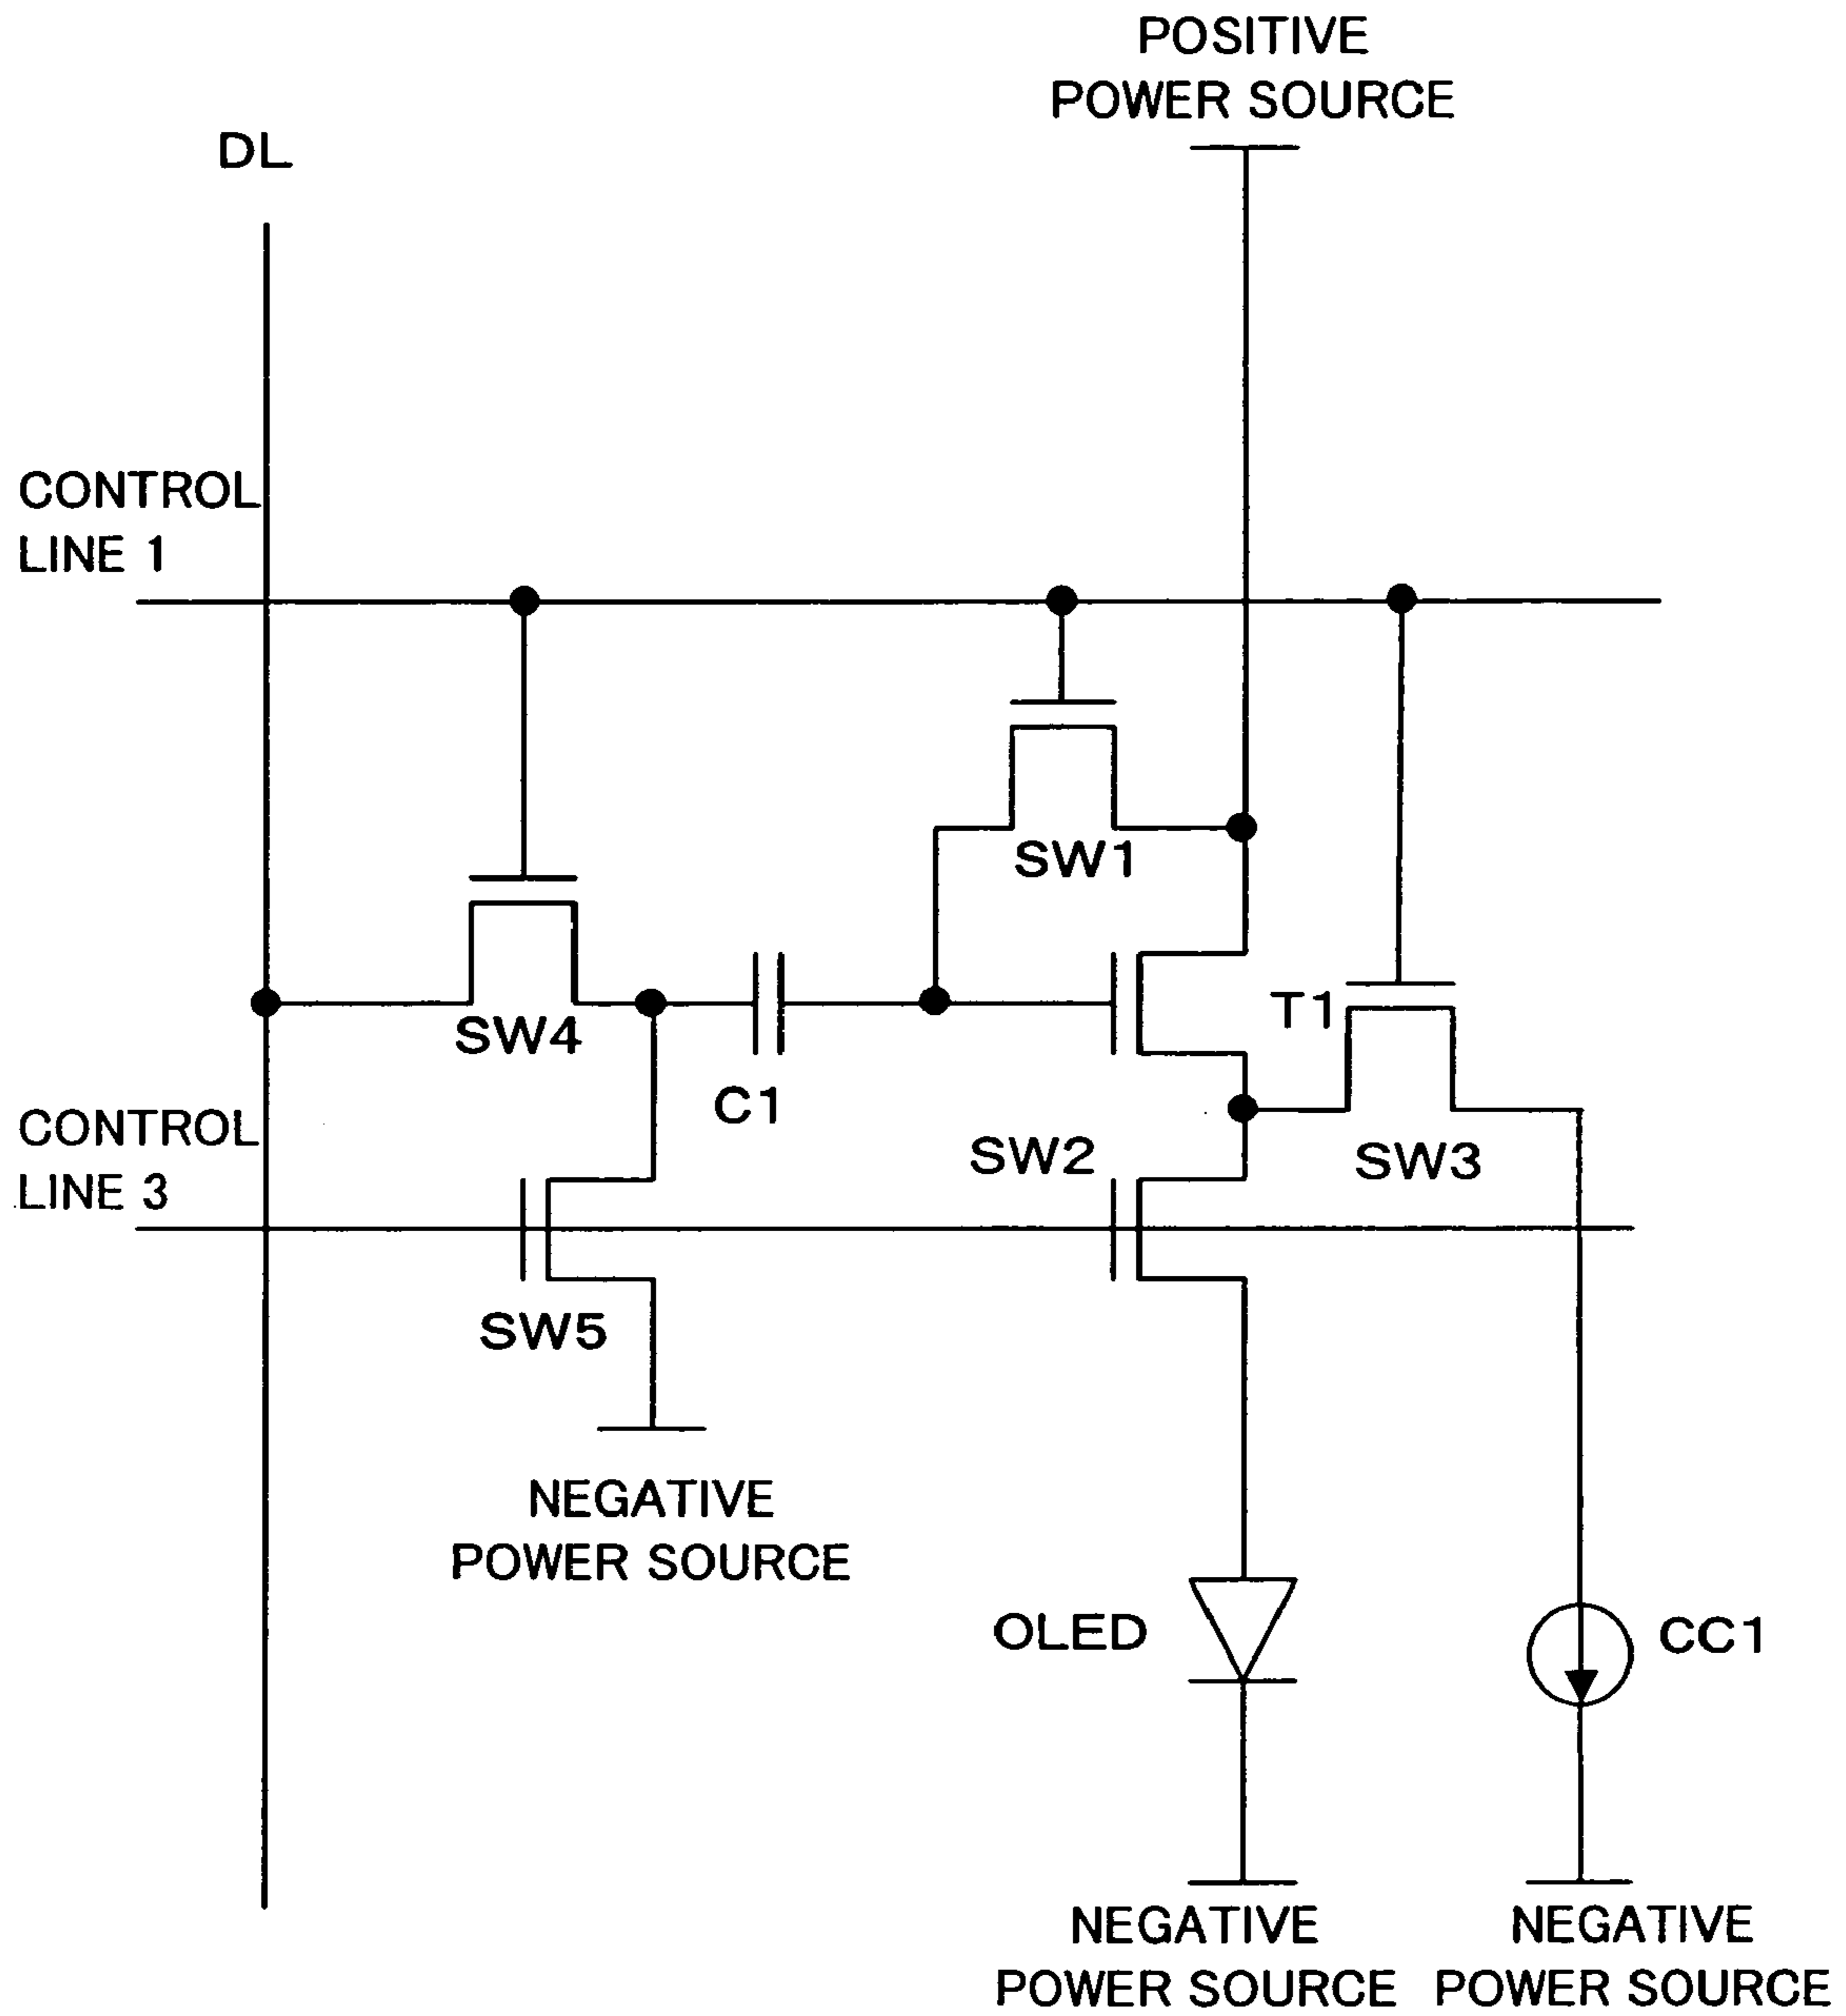 POSITIVE
POWER SOURCE
DL
CONTROL
LINE 1
SW1
SW4
T1
C1
CONTROL
LINE 3
SW2
SW3
SW5
NEGATIVE
POWER SOURCE
OLED
CC1
NEGATIVE
POWER SOURCE
NEGATIVE
POWER SOURCE